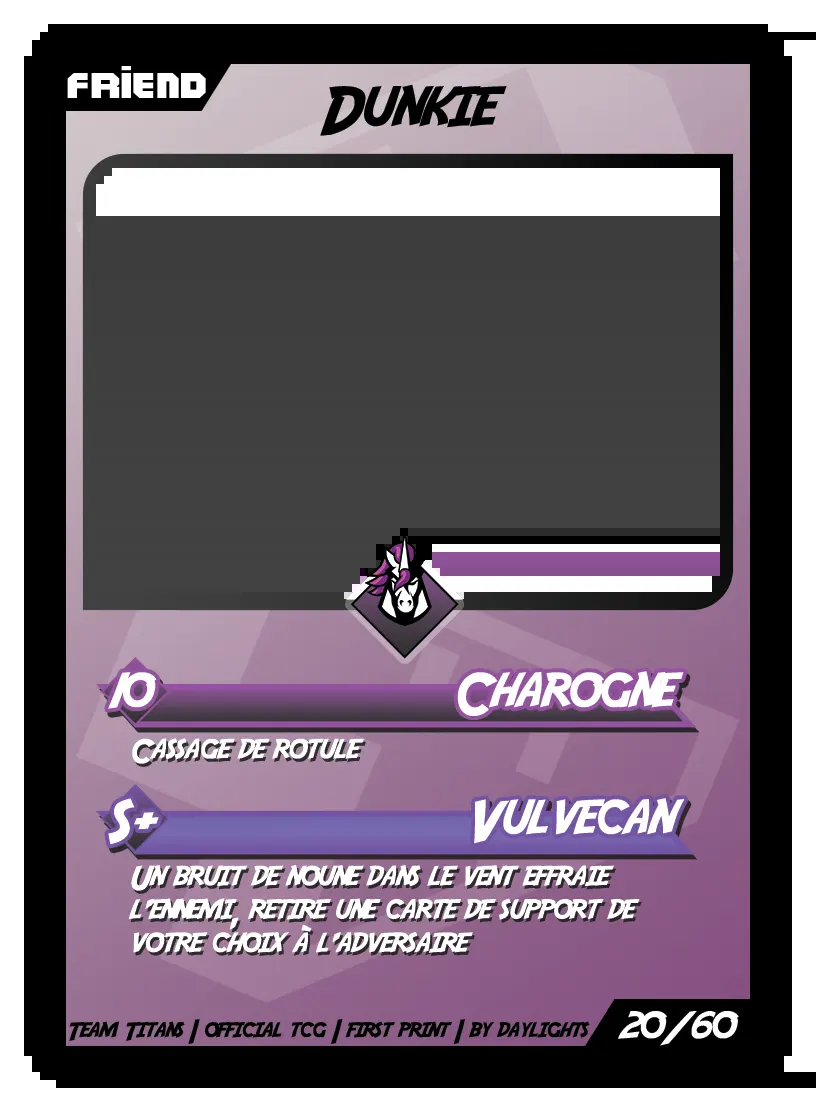 FRIEND
DUNKIE
10
CHAROGNE
CASSAGE DE ROTULE
S+
VULVECAN
UN BRUIT DE NOUNE DANS LE VENT EFFRAIE
L'ENNEMI, RETIRE UNE CARTE DE SUPPORT DE
VOTRE CHOIX À L'ADVERSAIRE
TEAM TITANS | OFFICIAL TCG | FIRST PRINT | BY DAYLIGHTS
20/60